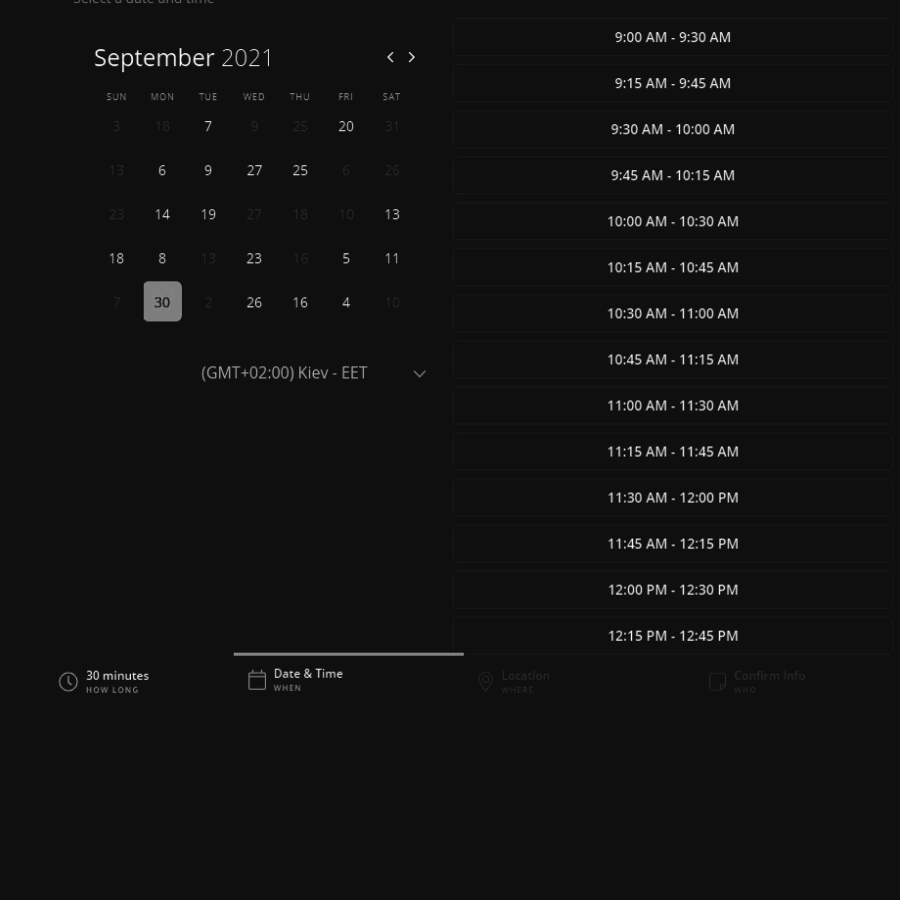 Select a date and time
September 2021
SUN MON TUE WED THU FRI SAT
3 18 7 9 25 20 31
13 6 9 27 25 6 26
23 14 19 27 18 10 13
18 8 13 23 16 5 11
7 30 2 26 16 4 10
(GMT+02:00) Kiev - EET
9:00 AM - 9:30 AM
9:15 AM - 9:45 AM
9:30 AM - 10:00 AM
9:45 AM - 10:15 AM
10:00 AM - 10:30 AM
10:15 AM - 10:45 AM
10:30 AM - 11:00 AM
10:45 AM - 11:15 AM
11:00 AM - 11:30 AM
11:15 AM - 11:45 AM
11:30 AM - 12:00 PM
11:45 AM - 12:15 PM
12:00 PM - 12:30 PM
12:15 PM - 12:45 PM
30 minutes
HOW LONG
Date & Time
WHEN
Location
WHERE
Confirm Info
WHO